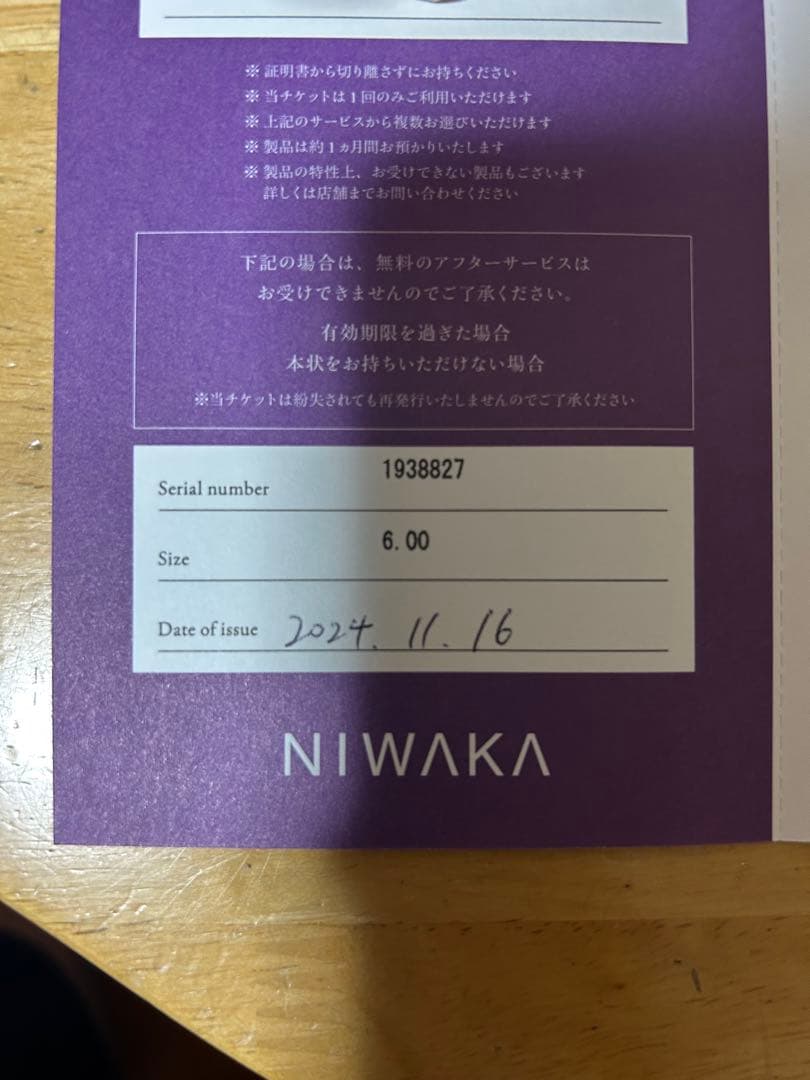 ※ 証明書から切り離さずにお持ちください
※ 当チケットは1回のみご利用いただけます
※ 上記のサービスから複数お選びいただけます
※ 製品は約1ヵ月間お預かりいたします
※ 製品の特性上、お受けできない製品もございます
詳しくは店舗までお問い合わせください
下記の場合は、無料のアフターサービスは
お受けできませんのでご了承ください。
有効期限を過ぎた場合
本状をお持ちいただけない場合
※当チケットは紛失されても再発行いたしませんのでご了承ください
Serial number 1938827
Size 6.00
Date of issue 2024. 11. 16
NIWAKA